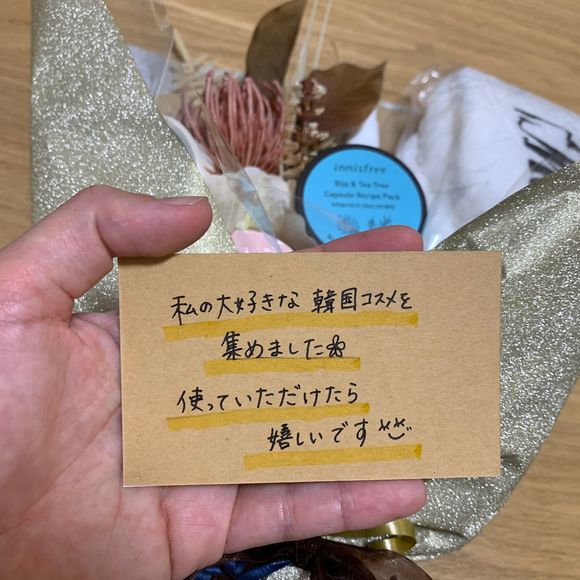 innisfree
Bija & Tea Tree
Capsule Recipe Pack
私の大好きな 韓国コスメを
集めました
使っていただけたら
嬉しいです